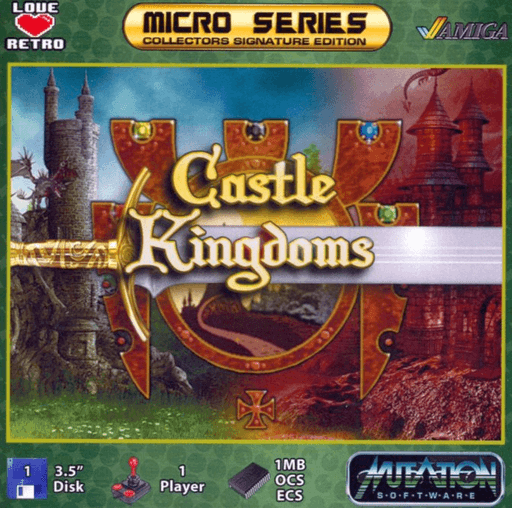 LOVE
RETRO
MICRO SERIES
COLLECTORS SIGNATURE EDITION
AMIGA
Castle
Kingdoms
1
3.5"
Disk
1
Player
1MB
OCS
ECS
MUTATION
SOFTWARE